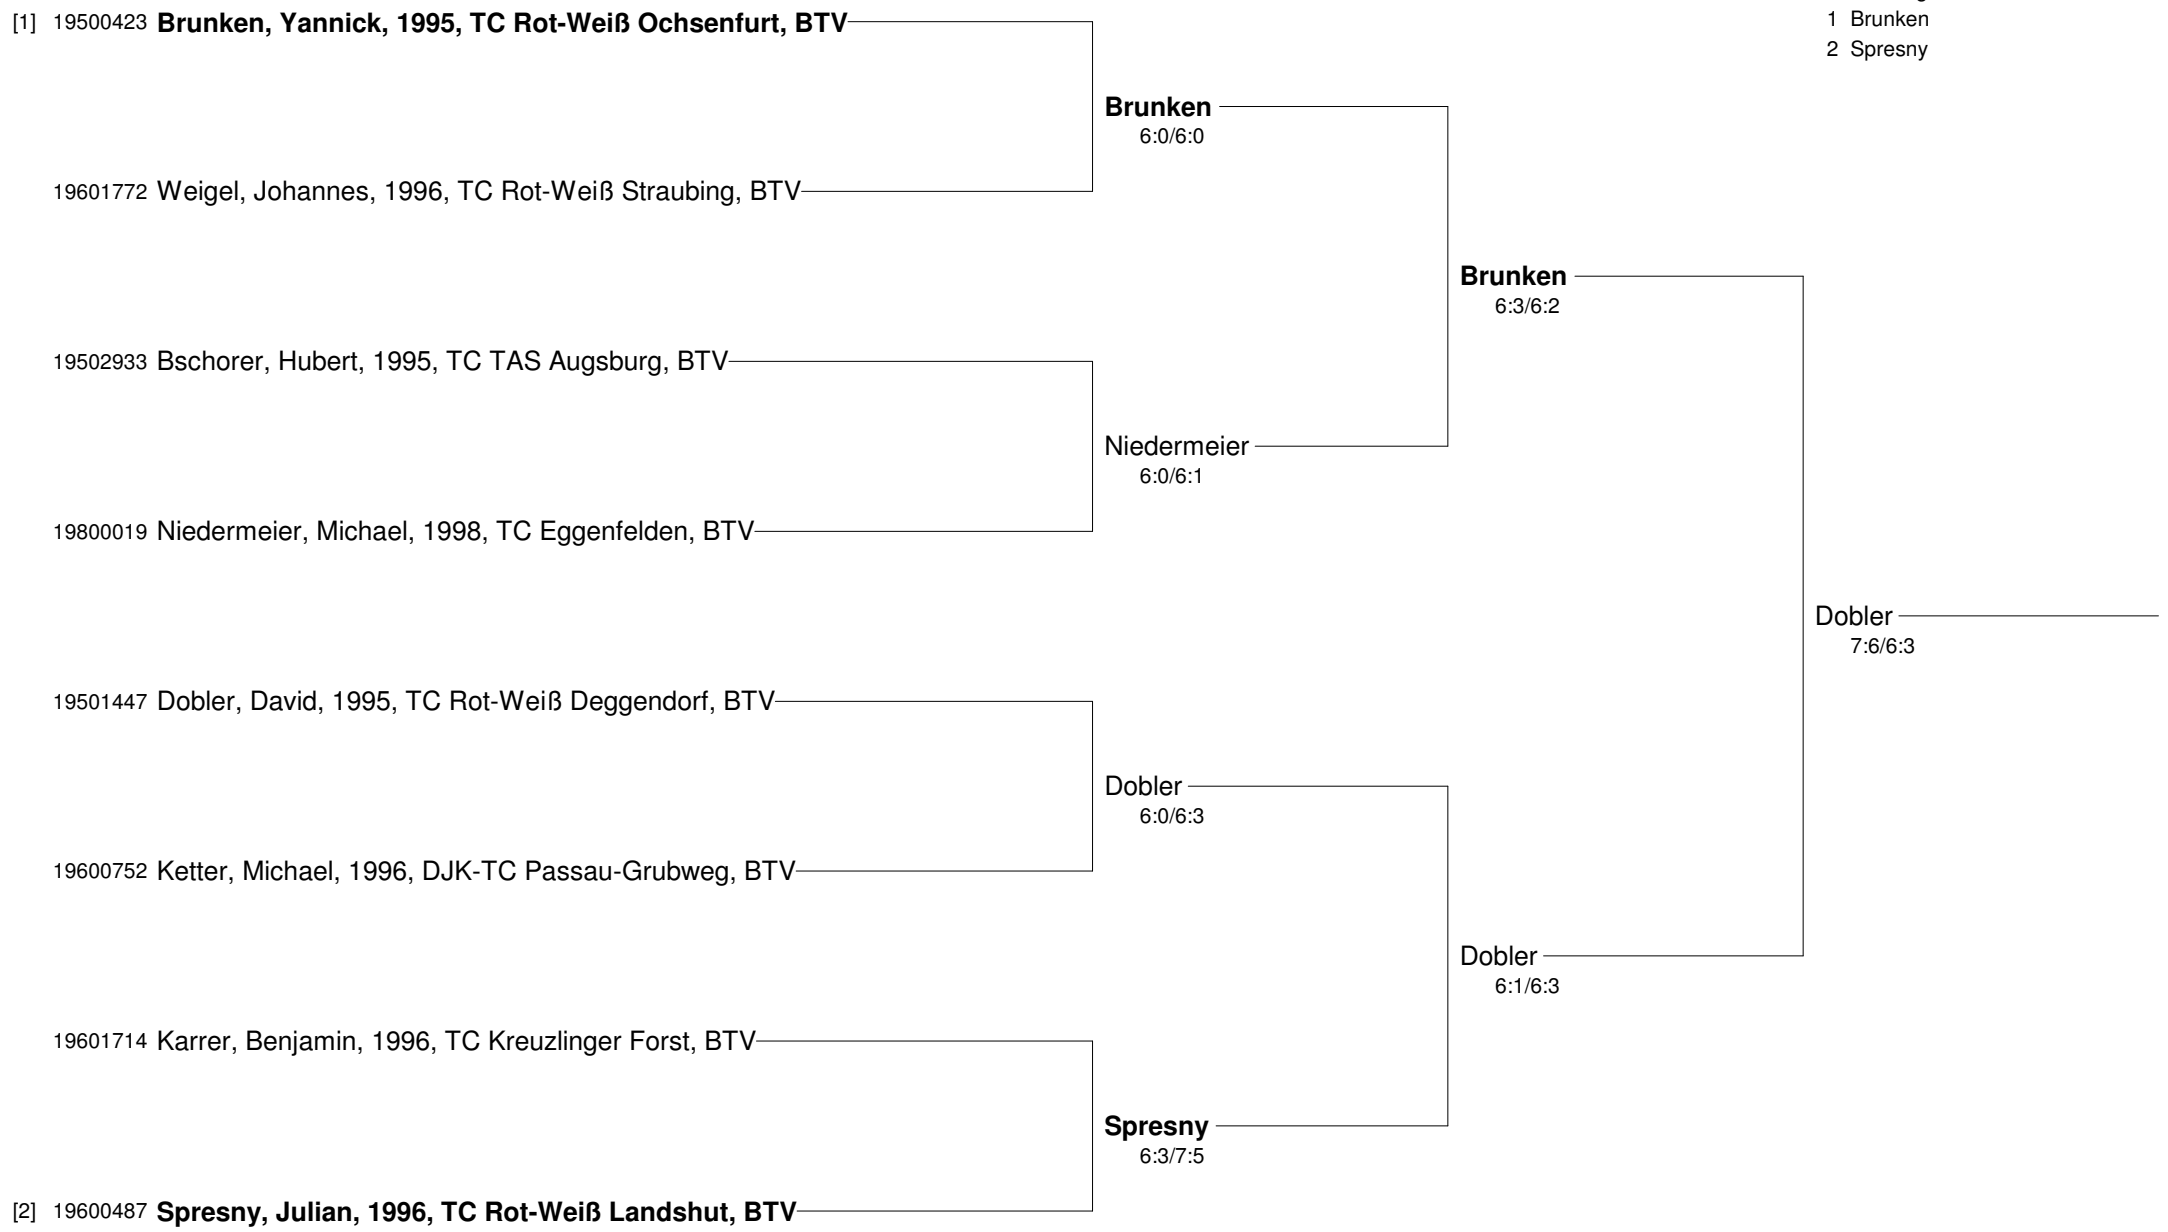 [1] 19500423 Brunken, Yannick, 1995, TC Rot-Weiß Ochsenfurt, BTV
1 Brunken
2 Spresny
Brunken
6:0/6:0
19601772 Weigel, Johannes, 1996, TC Rot-Weiß Straubing, BTV
Brunken
6:3/6:2
19502933 Bschorer, Hubert, 1995, TC TAS Augsburg, BTV
Niedermeier
6:0/6:1
19800019 Niedermeier, Michael, 1998, TC Eggenfelden, BTV
Dobler
7:6/6:3
19501447 Dobler, David, 1995, TC Rot-Weiß Deggendorf, BTV
Dobler
6:0/6:3
19600752 Ketter, Michael, 1996, DJK-TC Passau-Grubweg, BTV
Dobler
6:1/6:3
19601714 Karrer, Benjamin, 1996, TC Kreuzlinger Forst, BTV
Spresny
6:3/7:5
[2] 19600487 Spresny, Julian, 1996, TC Rot-Weiß Landshut, BTV